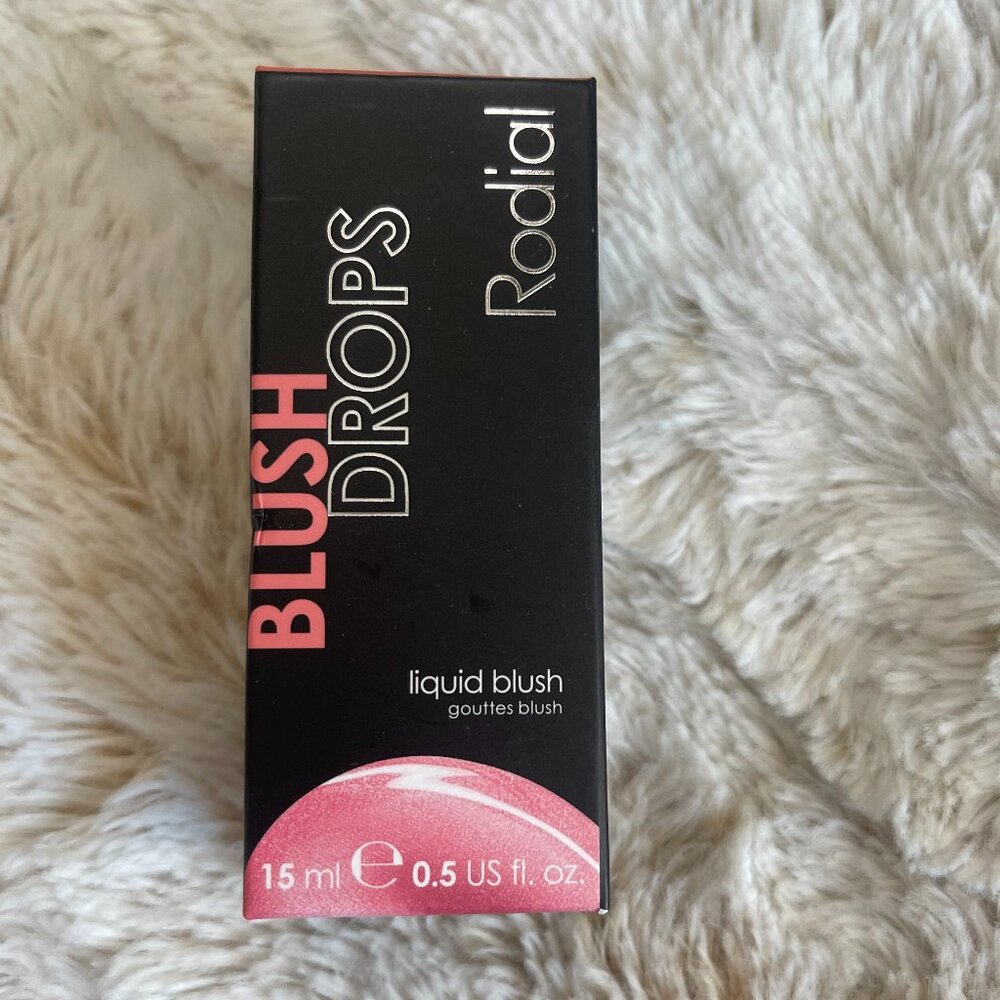 Rodial
BLUSH
DROPS
liquid blush
gouttes blush
15 ml ℮ 0.5 US fl. oz.